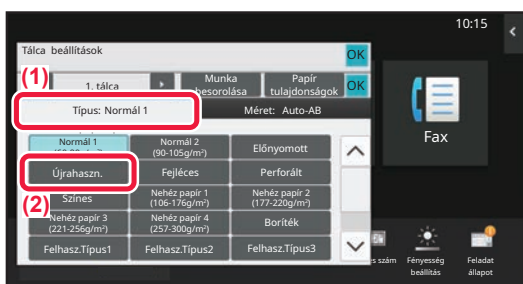 10:15
Tálca beállítások
OK
(1)
1. tálca
Munka
besorolása
Papír
tulajdonságok
OK
Típus: Normál 1
Méret: Auto-AB
Normál 1
Normál 2
(90-105g/m²)
Előnyomott
Fax
Újrahaszn.
Fejléces
Perforált
(2)
Színes
Nehéz papír 1
(106-176g/m²)
Nehéz papír 2
(177-220g/m²)
Nehéz papír 3
(221-256g/m²)
Nehéz papír 4
(257-300g/m²)
Boríték
Felhasz.Típus1
Felhasz.Típus2
Felhasz.Típus3
szám
Fényesség
beállítás
Feladat
állapot